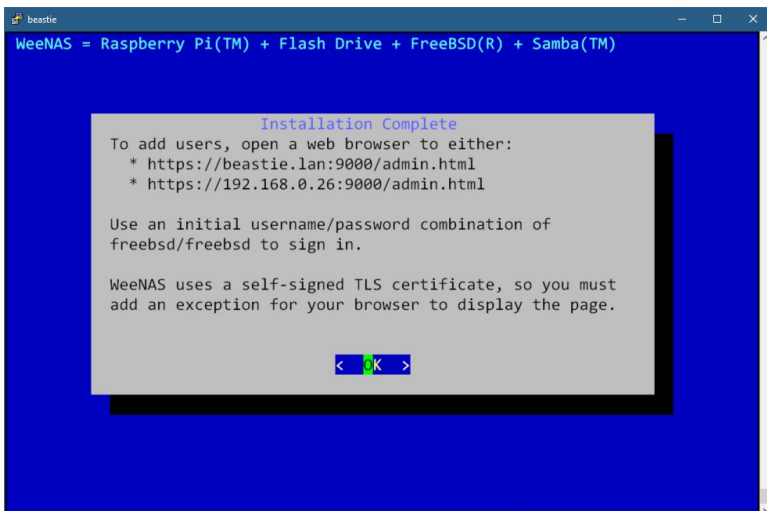 beastie
WeeNAS = Raspberry Pi(TM) + Flash Drive + FreeBSD(R) + Samba(TM)
Installation Complete
To add users, open a web browser to either:
* https://beastie.lan:9000/admin.html
* https://192.168.0.26:9000/admin.html
Use an initial username/password combination of
freebsd/freebsd to sign in.
WeeNAS uses a self-signed TLS certificate, so you must
add an exception for your browser to display the page.
< OK >